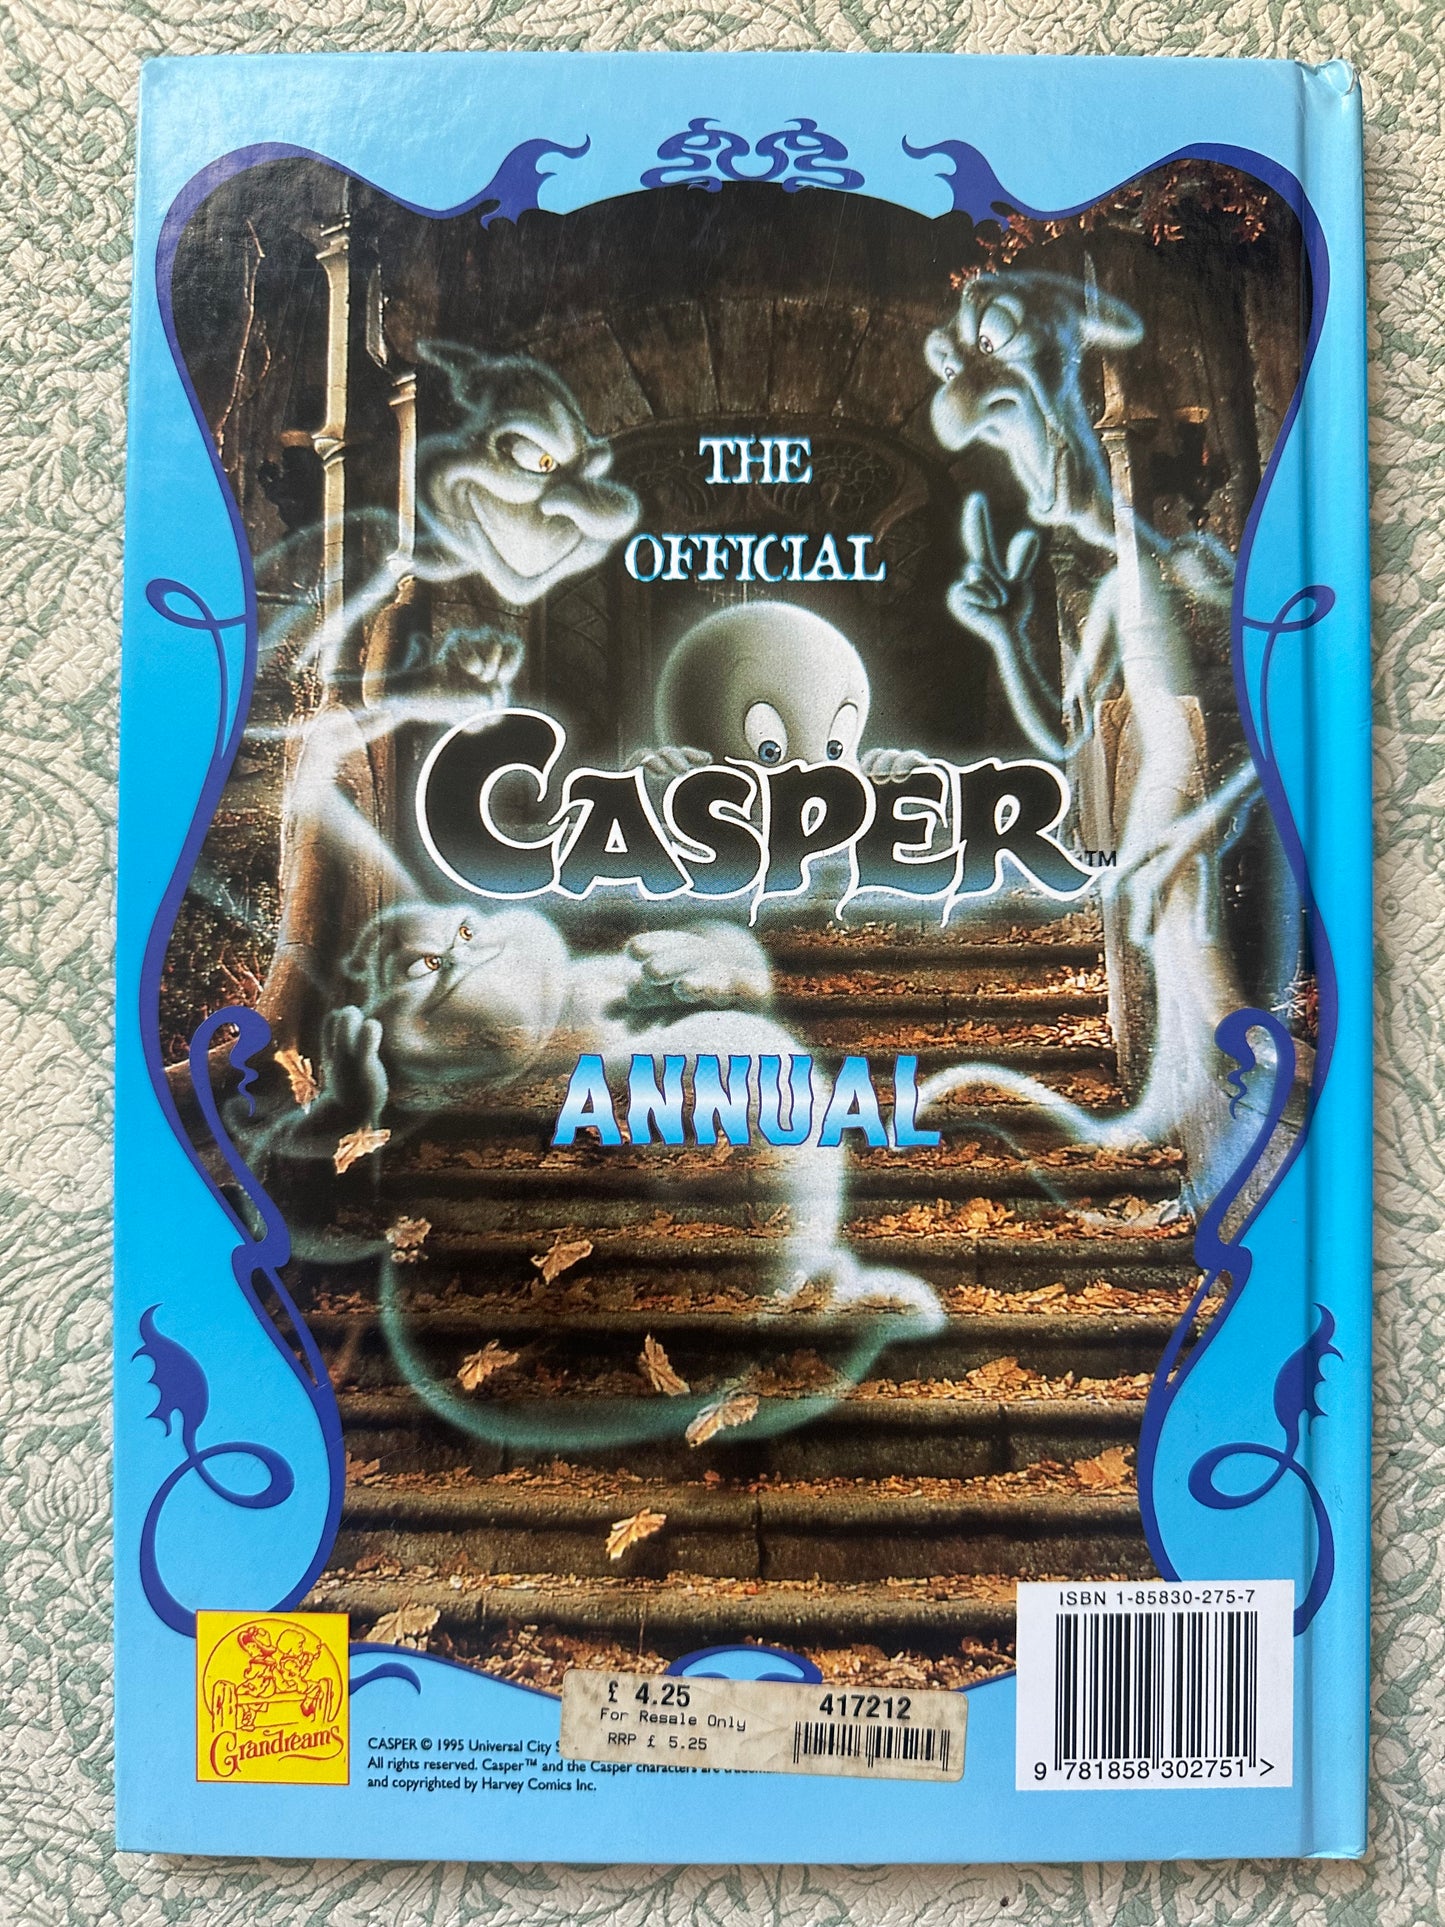 THE
OFFICIAL
CASPER™
ANNUAL
ISBN 1-85830-275-7
9 781858 302751 >
Grandreams
£ 4.25
For Resale Only
RRP £ 5.25
417212
CASPER © 1995 Universal City S
All rights reserved. Casper™ and the Casper characters are
and copyrighted by Harvey Comics Inc.